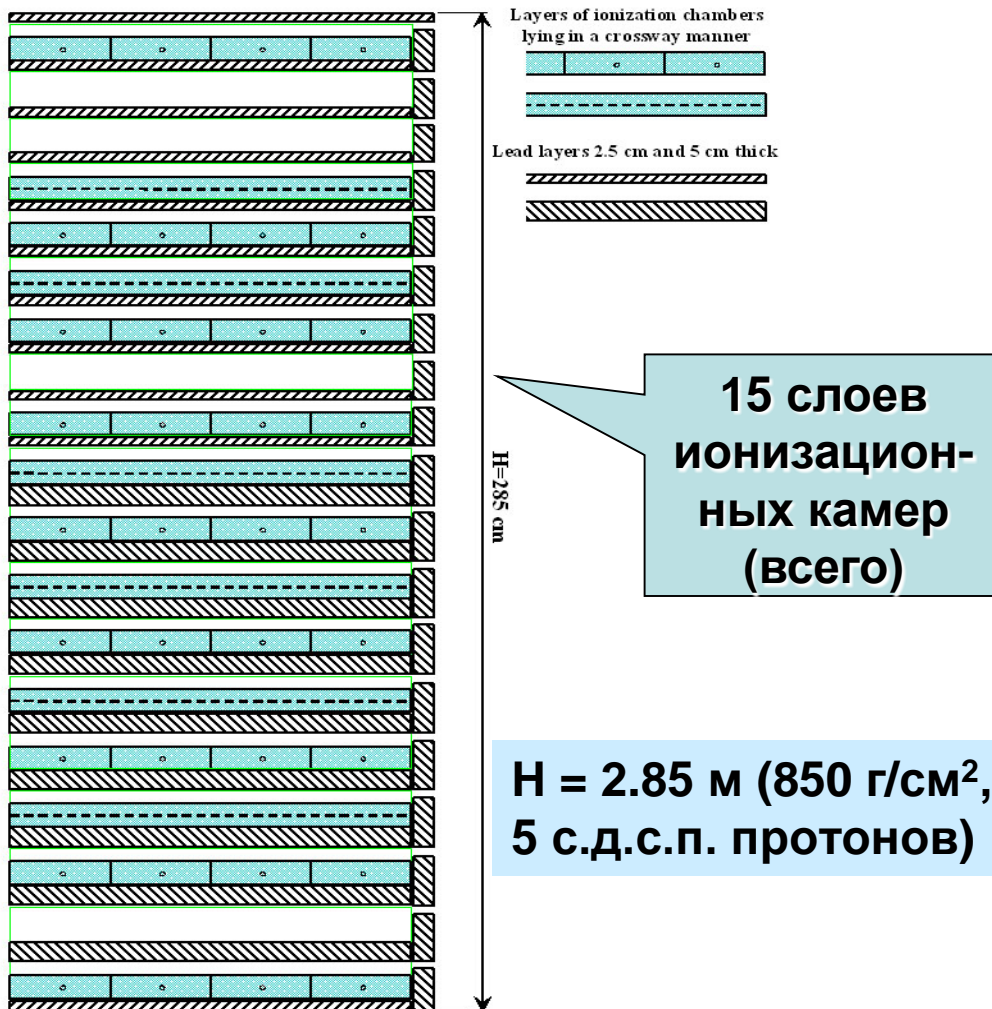 Layers of ionization chambers
lying in a crossway manner
Lead layers 2.5 cm and 5 cm thick
H=285 cm
15 слоев
ионизацион-
ных камер
(всего)
H = 2.85 м (850 г/см²,
5 с.д.с.п. протонов)